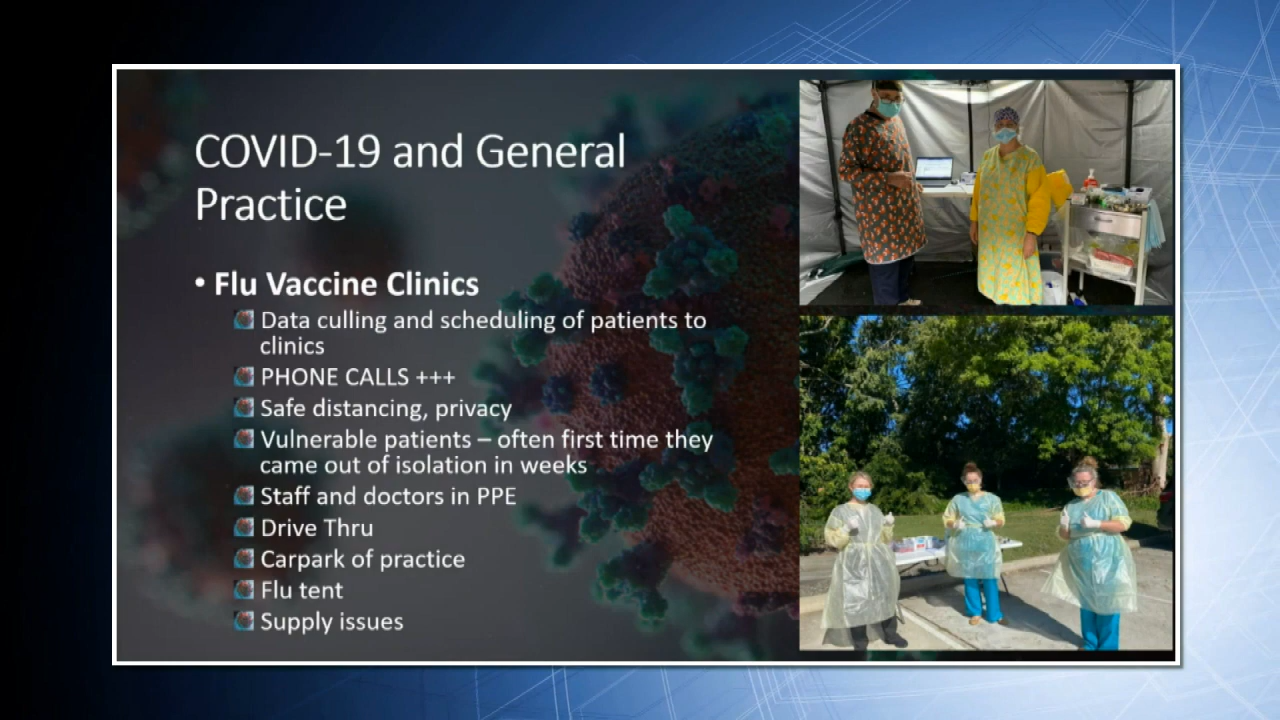 COVID-19 and General
Practice
• Flu Vaccine Clinics
Data culling and scheduling of patients to
clinics
PHONE CALLS +++
Safe distancing, privacy
Vulnerable patients – often first time they
came out of isolation in weeks
Staff and doctors in PPE
Drive Thru
Carpark of practice
Flu tent
Supply issues